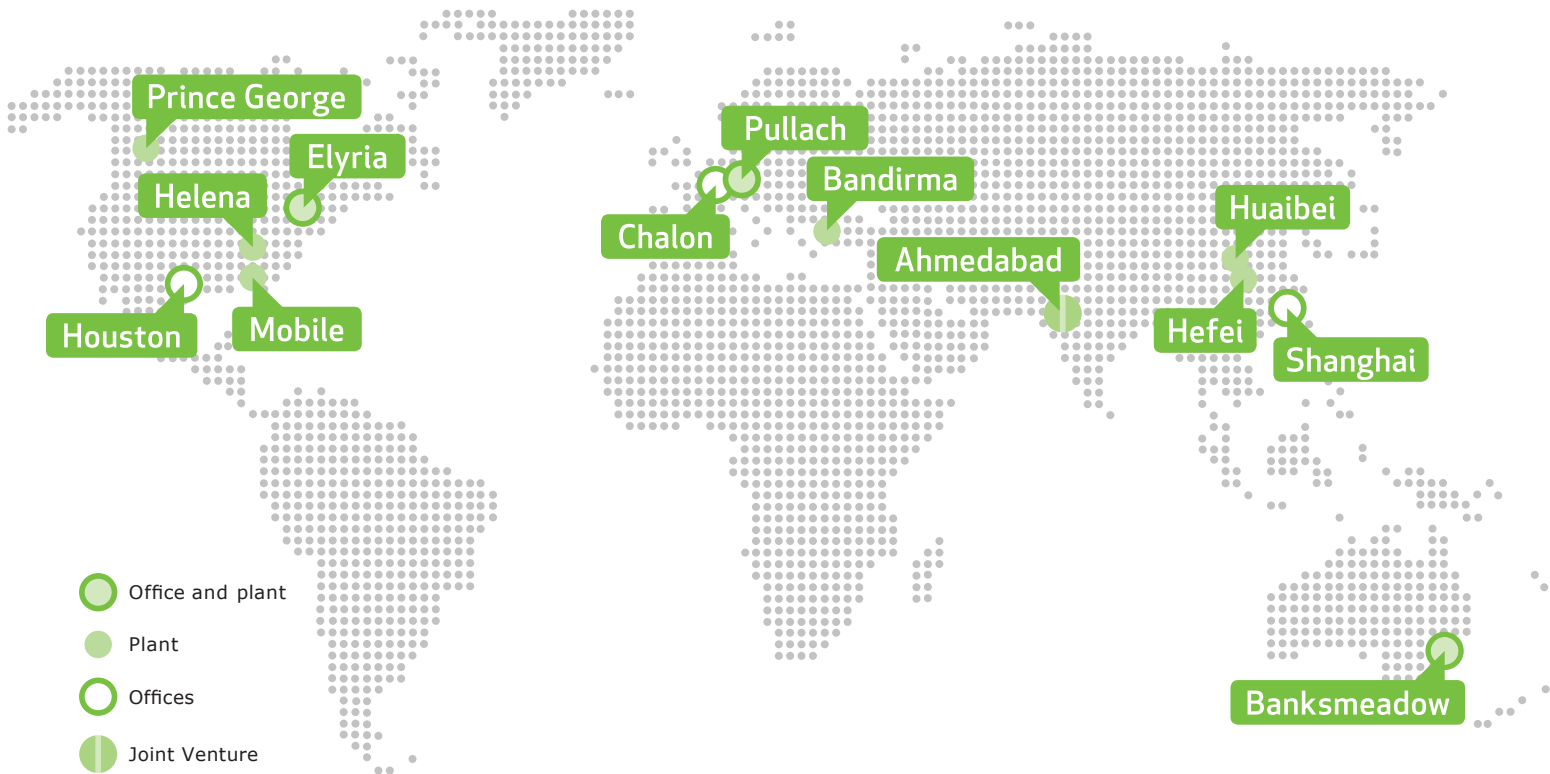 Prince George
Elyria
Helena
Houston
Mobile
Pullach
Bandirma
Chalon
Ahmedabad
Huaibei
Hefei
Shanghai
Banksmeadow
Office and plant
Plant
Offices
Joint Venture